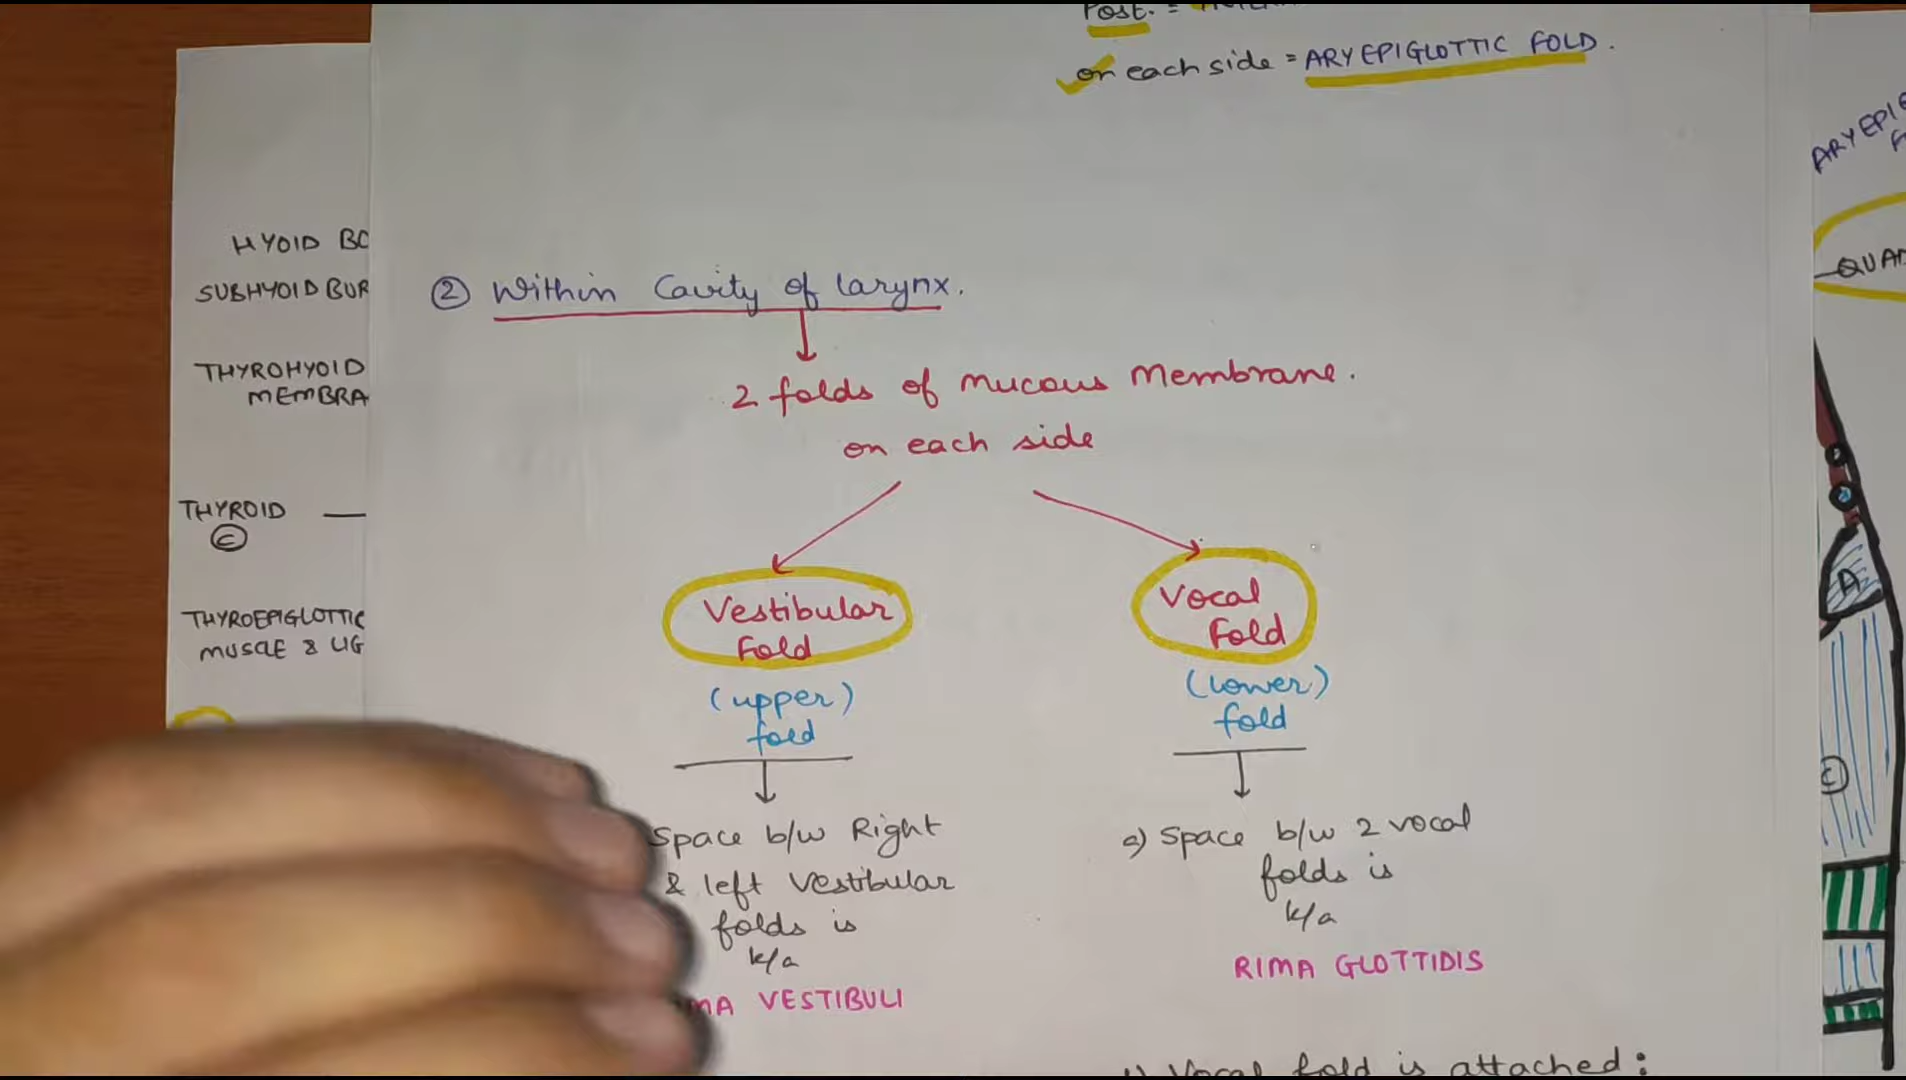 Post. =
on each side = ARYEPIGLOTTIC FOLD.
HYOID BO
SUBHYOID BUR
THYROHYOID
MEMBRA
THYROID
C
THYROEPIGLOTTIC
MUSCLE & LIG
② Within Cavity of Larynx.
2 folds of Mucous Membrane.
on each side
Vestibular
Fold
(upper)
fold
Space b/w Right
& left Vestibular
folds is
k/a
MA VESTIBULI
Vocal
Fold
(Lower)
fold
a) Space b/w 2 vocal
folds is
k/a
RIMA GLOTTIDIS
Vocal fold is attached:
ARYEPIG
F
QUAD
A
C